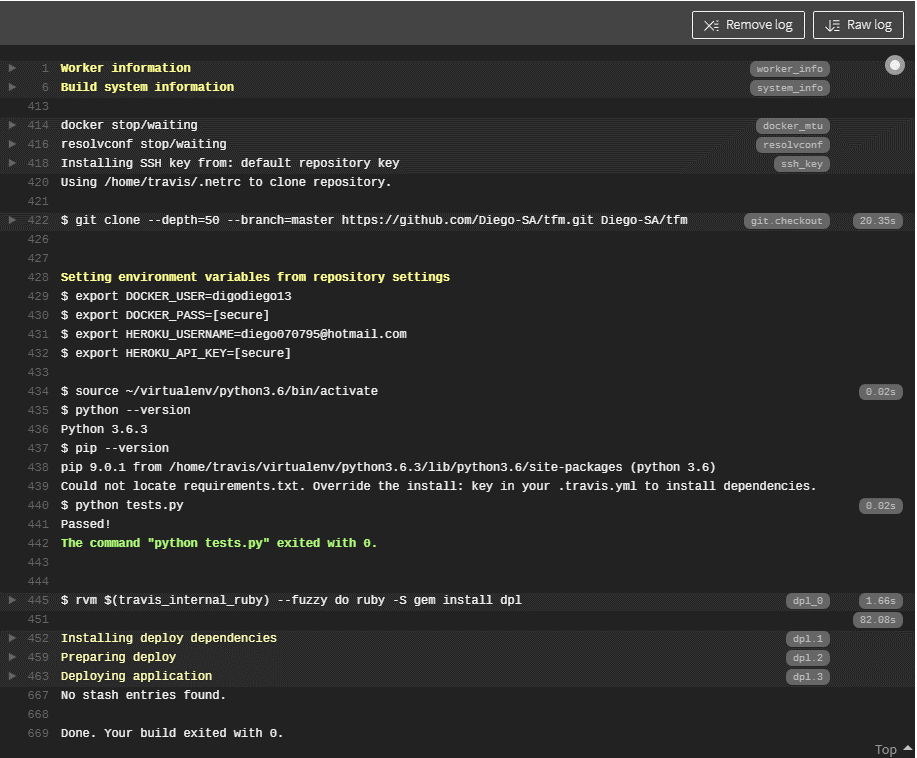 Remove log Raw log
1 Worker information worker_info
6 Build system information system_info
413
414 docker stop/waiting docker_mtu
416 resolvconf stop/waiting resolvconf
418 Installing SSH key from: default repository key ssh_key
420 Using /home/travis/.netrc to clone repository.
421
422 $ git clone --depth=50 --branch=master https://github.com/Diego-SA/tfm.git Diego-SA/tfm git.checkout 20.35s
426
427
428 Setting environment variables from repository settings
429 $ export DOCKER_USER=digodiego13
430 $ export DOCKER_PASS=[secure]
431 $ export HEROKU_USERNAME=diego070795@hotmail.com
432 $ export HEROKU_API_KEY=[secure]
433
434 $ source ~/virtualenv/python3.6/bin/activate 0.02s
435 $ python --version
436 Python 3.6.3
437 $ pip --version
438 pip 9.0.1 from /home/travis/virtualenv/python3.6.3/lib/python3.6/site-packages (python 3.6)
439 Could not locate requirements.txt. Override the install: key in your .travis.yml to install dependencies.
440 $ python tests.py 0.02s
441 Passed!
442 The command "python tests.py" exited with 0.
443
444
445 $ rvm $(travis_internal_ruby) --fuzzy do ruby -S gem install dpl dpl_0 1.66s
451 82.08s
452 Installing deploy dependencies dpl.1
459 Preparing deploy dpl.2
463 Deploying application dpl.3
667 No stash entries found.
668
669 Done. Your build exited with 0.
Top